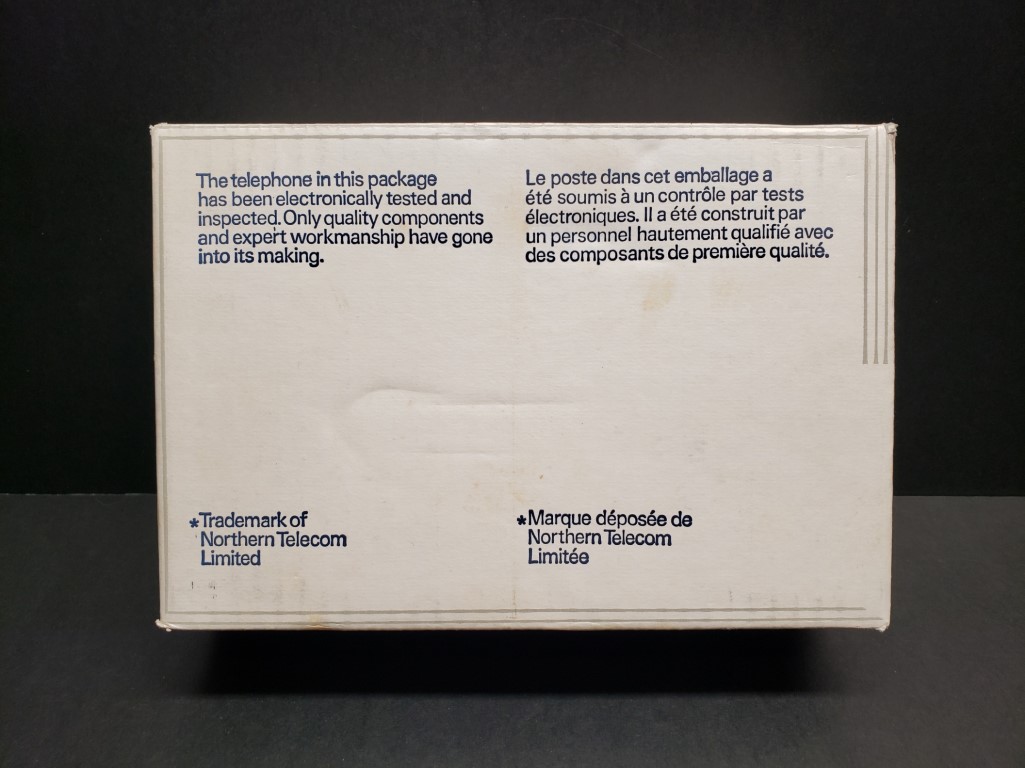 The telephone in this package
has been electronically tested and
inspected. Only quality components
and expert workmanship have gone
into its making.
Le poste dans cet emballage a
été soumis à un contrôle par tests
électroniques. Il a été construit par
un personnel hautement qualifié avec
des composants de première qualité.
*Trademark of
Northern Telecom
Limited
*Marque déposée de
Northern Telecom
Limitée